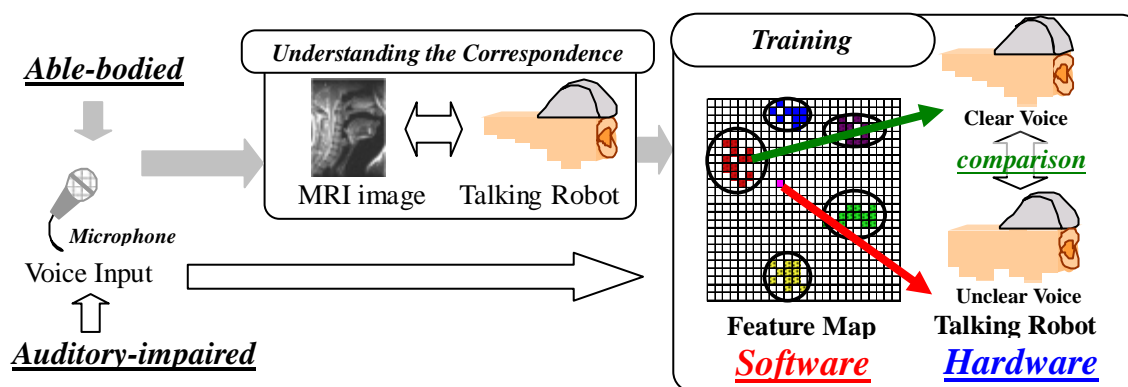 Able-bodied
Microphone
Voice Input
Auditory-impaired
Understanding the Correspondence
MRI image
Talking Robot
Training
Clear Voice
comparison
Unclear Voice
Feature Map
Talking Robot
Software
Hardware